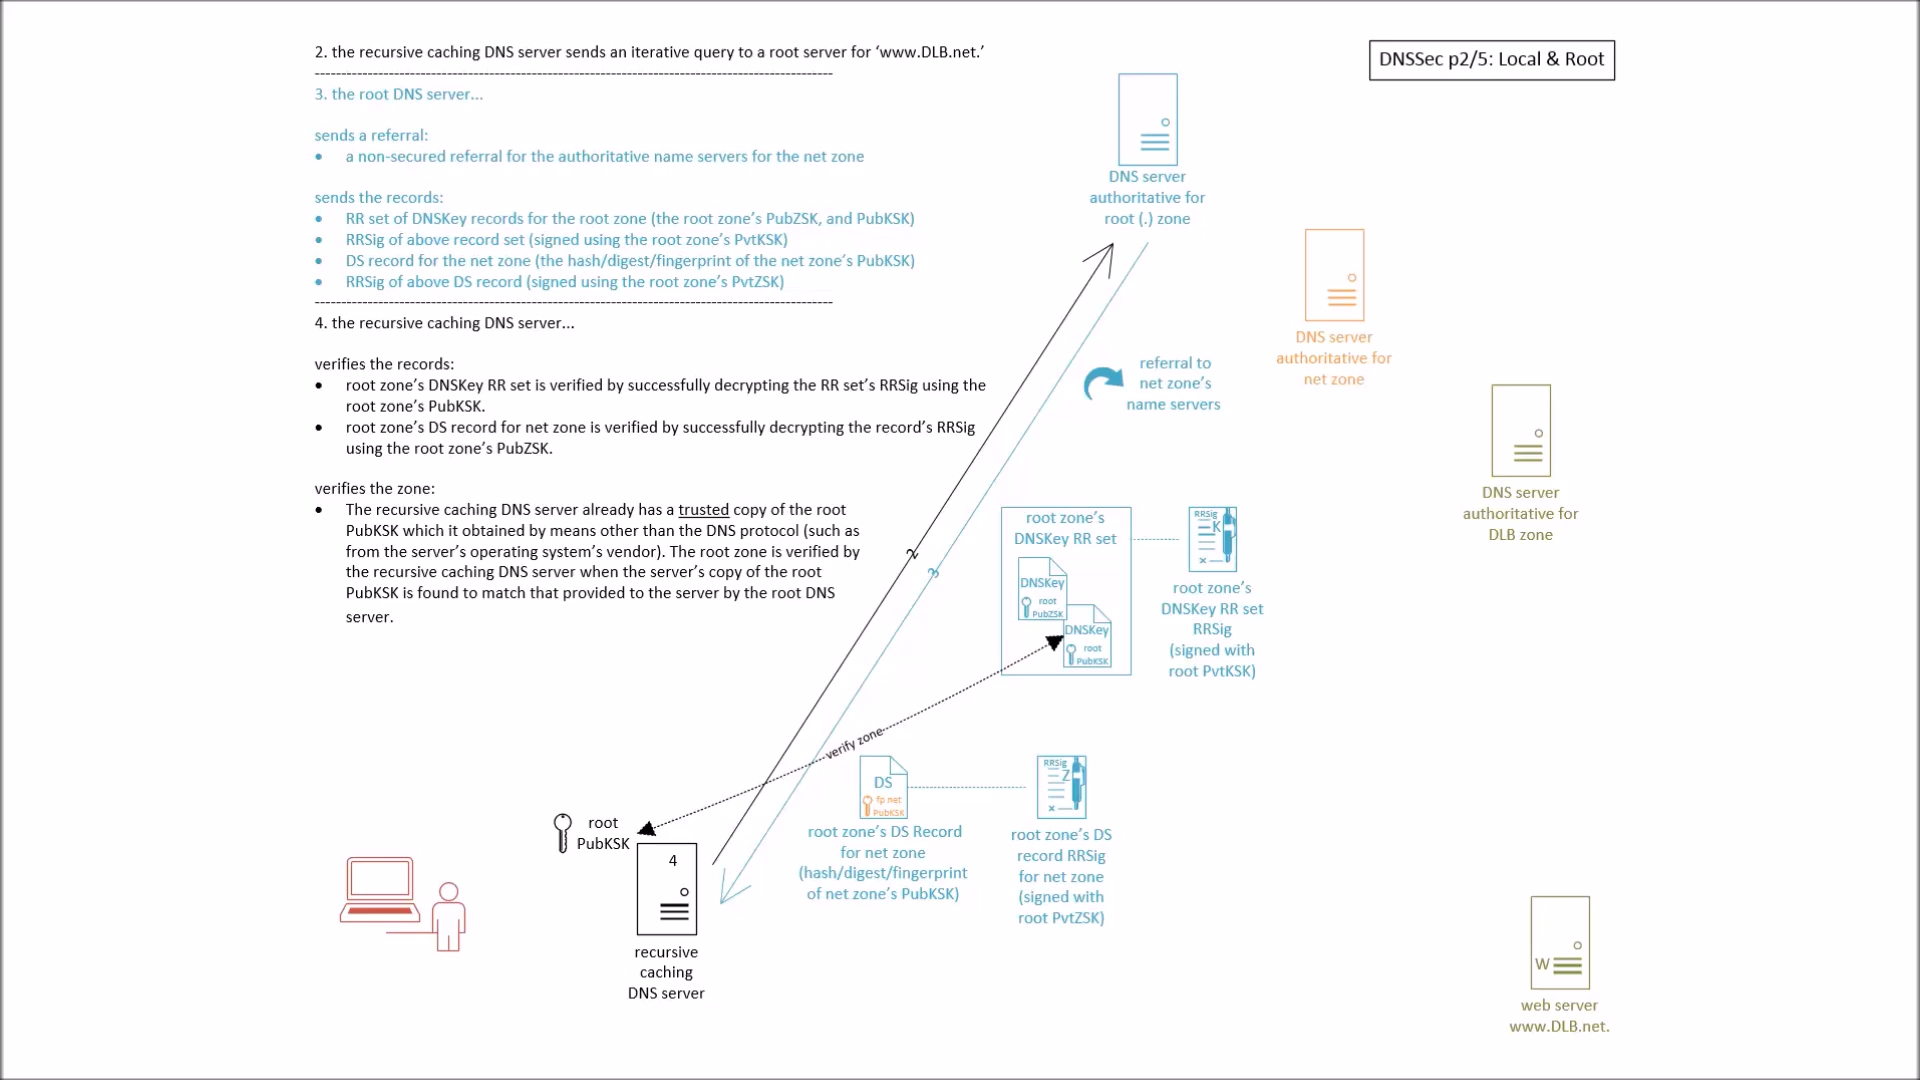 2. the recursive caching DNS server sends an iterative query to a root server for ‘www.DLB.net.’
--------------------------------------------------------------------------------------------------
3. the root DNS server...
sends a referral:
• a non-secured referral for the authoritative name servers for the net zone
sends the records:
• RR set of DNSKey records for the root zone (the root zone’s PubZSK, and PubKSK)
• RRSig of above record set (signed using the root zone’s PvtKSK)
• DS record for the net zone (the hash/digest/fingerprint of the net zone’s PubKSK)
• RRSig of above DS record (signed using the root zone’s PvtZSK)
--------------------------------------------------------------------------------------------------
4. the recursive caching DNS server...
verifies the records:
• root zone’s DNSKey RR set is verified by successfully decrypting the RR set’s RRSig using the
root zone’s PubKSK.
• root zone’s DS record for net zone is verified by successfully decrypting the record’s RRSig
using the root zone’s PubZSK.
verifies the zone:
• The recursive caching DNS server already has a trusted copy of the root
PubKSK which it obtained by means other than the DNS protocol (such as
from the server’s operating system’s vendor). The root zone is verified by
the recursive caching DNS server when the server’s copy of the root
PubKSK is found to match that provided to the server by the root DNS
server.
DNSSec p2/5: Local & Root
DNS server
authoritative for
root (.) zone
DNS server
authoritative for
net zone
referral to
net zone’s
name servers
DNS server
authoritative for
DLB zone
2
3
root zone’s
DNSKey RR set
DNSKey
root
PubZSK
DNSKey
root
PubKSK
RRSig
K
x
root zone’s
DNSKey RR set
RRSig
(signed with
root PvtKSK)
verify zone
DS
fp net
PubKSK
root zone’s DS Record
for net zone
(hash/digest/fingerprint
of net zone’s PubKSK)
RRSig
Z
x
root zone’s DS
record RRSig
for net zone
(signed with
root PvtZSK)
root
PubKSK
4
recursive
caching
DNS server
W
web server
www.DLB.net.